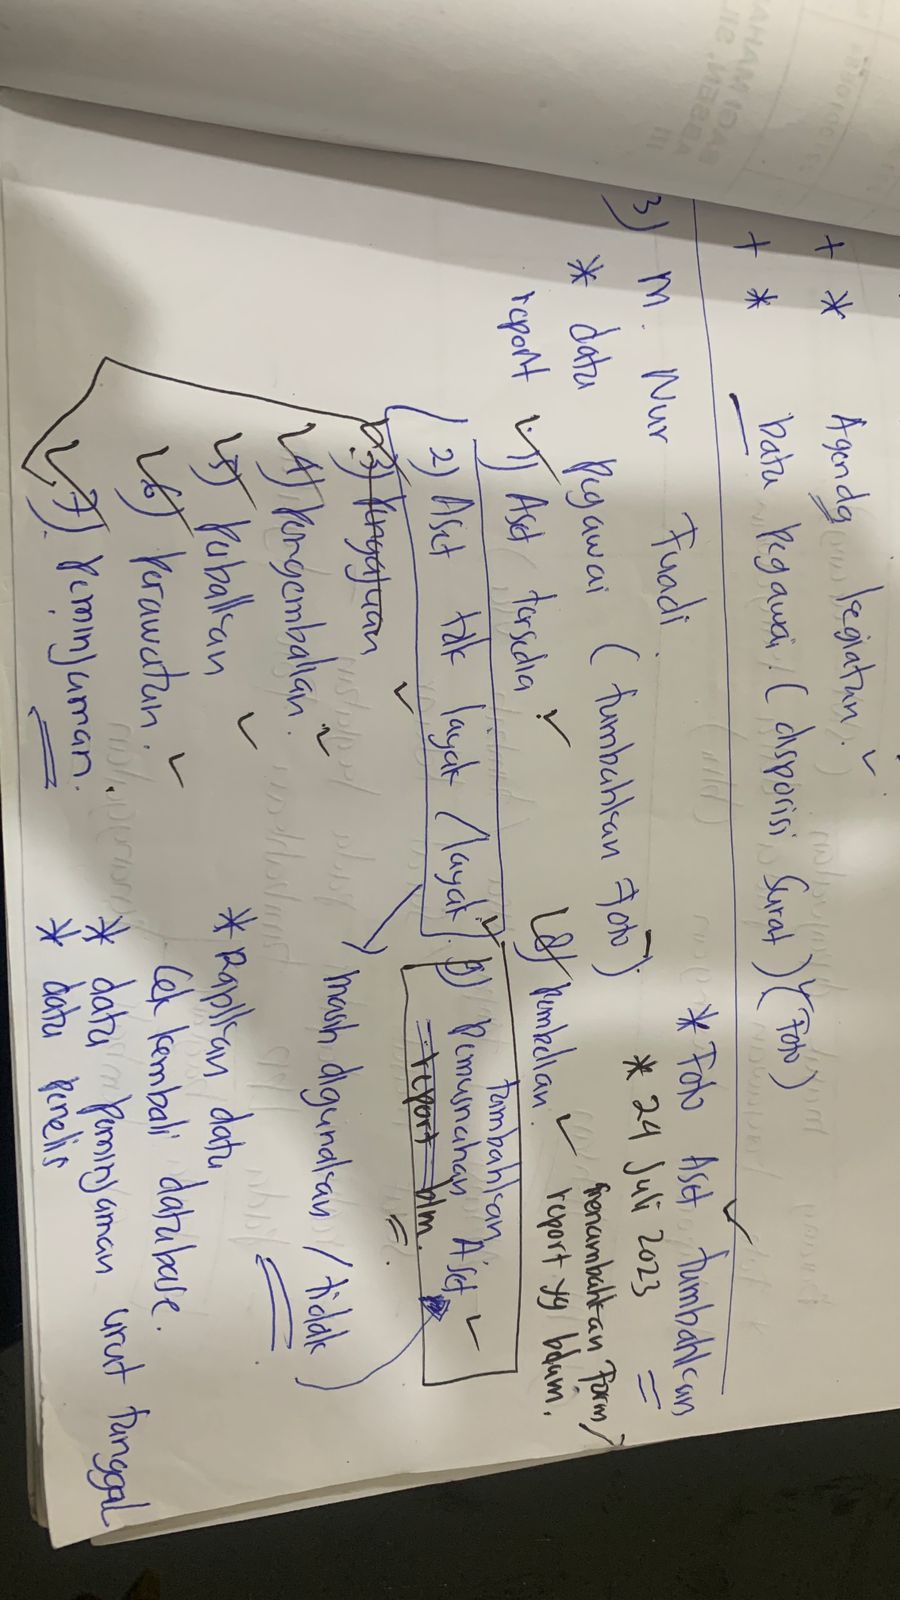 + * Agenda kegiatan.
+ * Data pegawai. (disposisi Surat) (Foto)
3) M. Nur Fuadi.
* data pegawai (tambahkan Foto)
report 1) Aset tersedia
2) Aset tdk layak / layak
3) Pengajuan
4) Pengembalian.
5)
6) Perawatan.
7) Peminjaman.
* Foto Aset tambahkan
* 24 Juli 2023
menambahkan Form /
report yg belum.
8) Pembelian.
tambahkan.
9) Pemusnahan Aset.
report blm.
masih digunakan / tidak
* Rapikan data
Cek kembali database.
* data peminjaman urut tanggal
* data